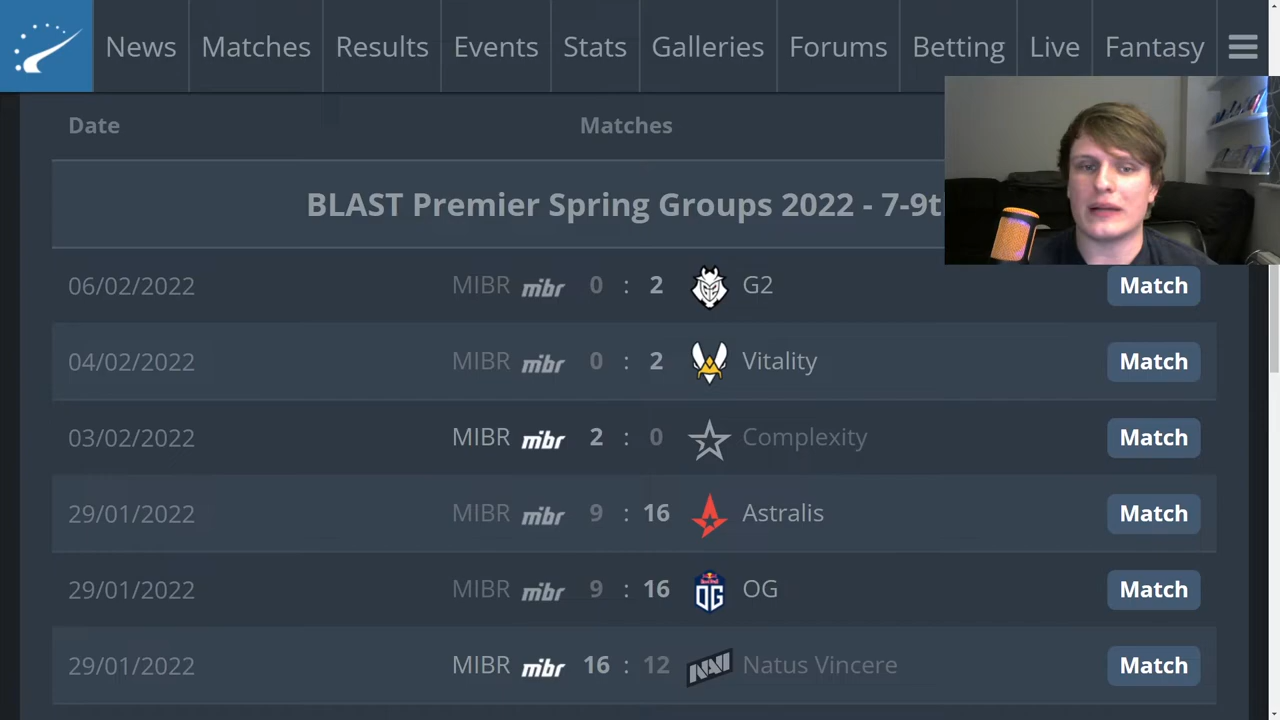 News Matches Results Events Stats Galleries Forums Betting Live Fantasy
Date Matches
BLAST Premier Spring Groups 2022 - 7-9t
06/02/2022 MIBR mibr 0 : 2 G2 Match
04/02/2022 MIBR mibr 0 : 2 Vitality Match
03/02/2022 MIBR mibr 2 : 0 Complexity Match
29/01/2022 MIBR mibr 9 : 16 Astralis Match
29/01/2022 MIBR mibr 9 : 16 OG OG Match
29/01/2022 MIBR mibr 16 : 12 NAVI Natus Vincere Match